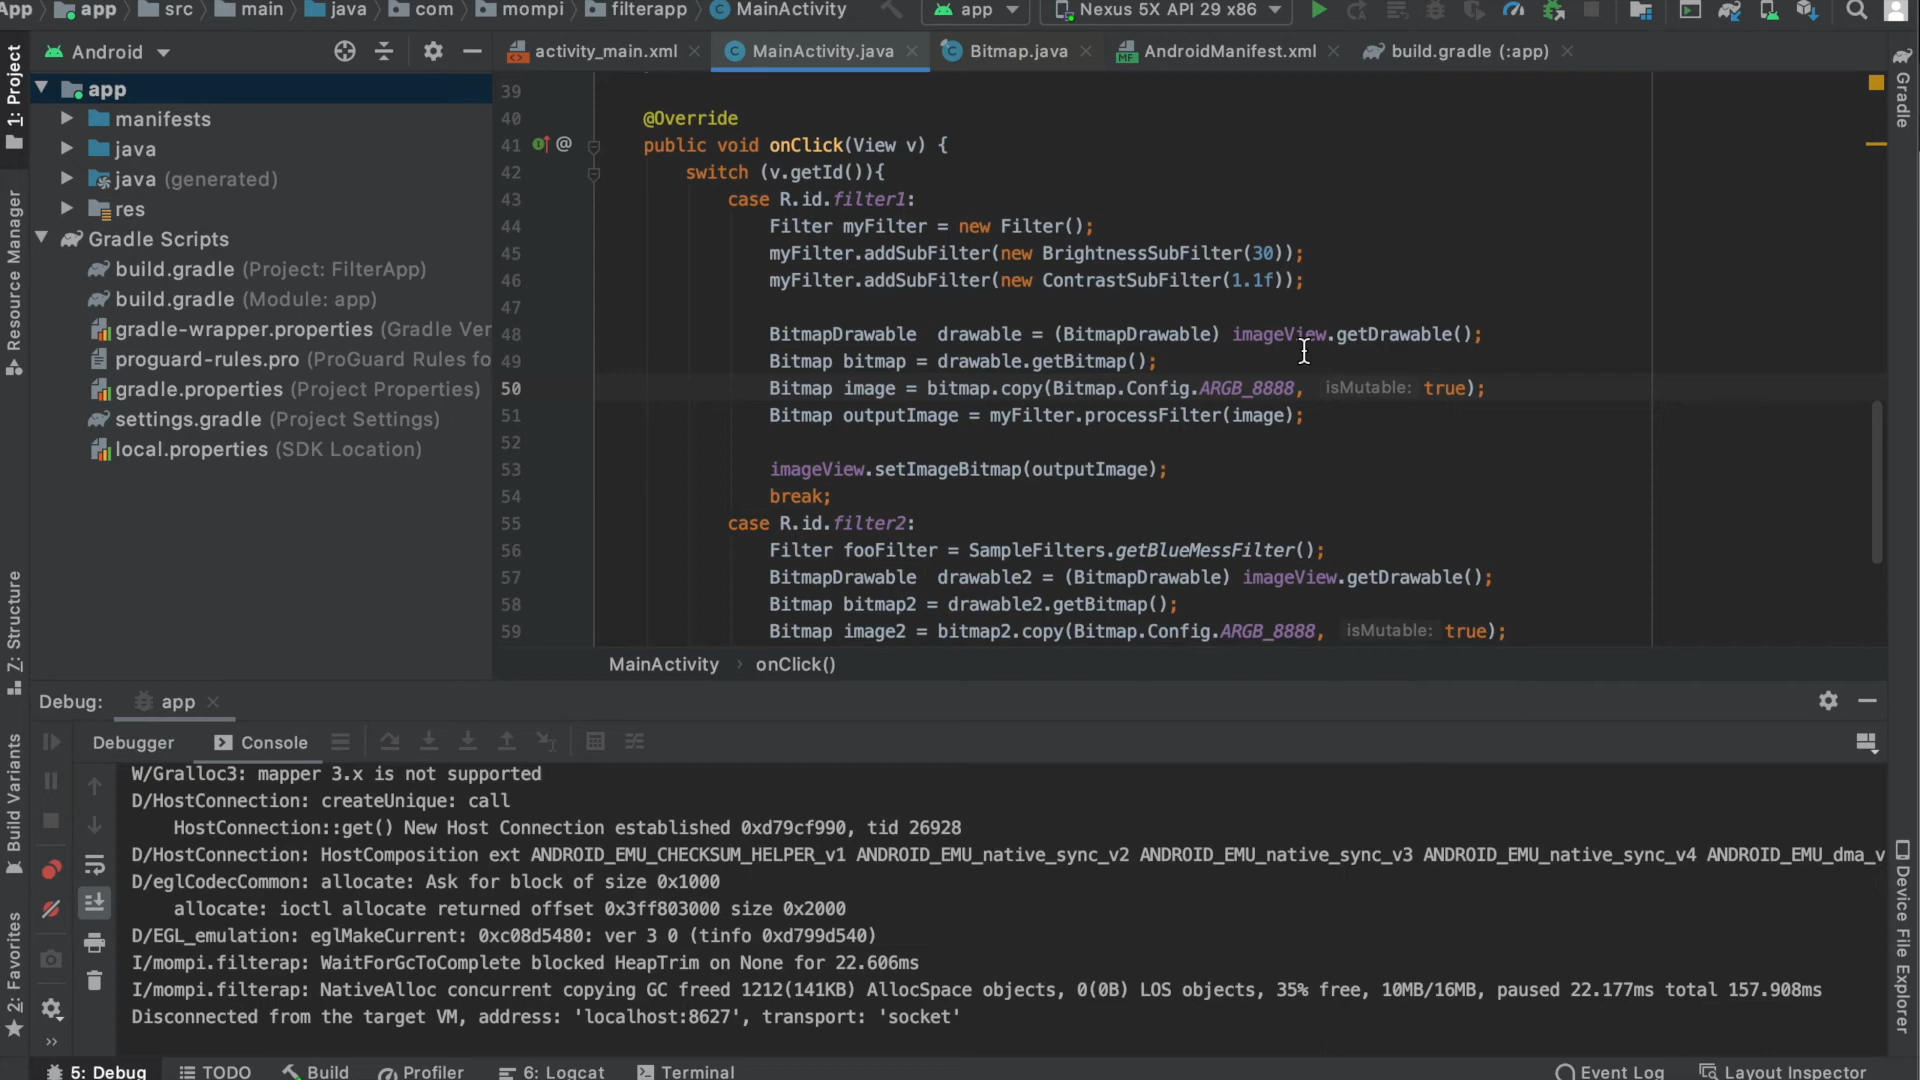 App app src main java com mompi filterapp MainActivity app Nexus 5X API 29 x86
Android
activity_main.xml MainActivity.java Bitmap.java AndroidManifest.xml build.gradle (:app)
1: Project
Resource Manager
Z: Structure
Build Variants
2: Favorites
app
manifests
java
java (generated)
res
Gradle Scripts
build.gradle (Project: FilterApp)
build.gradle (Module: app)
gradle-wrapper.properties (Gradle Ver
proguard-rules.pro (ProGuard Rules fo
gradle.properties (Project Properties)
settings.gradle (Project Settings)
local.properties (SDK Location)
39
40 @Override
41 @ public void onClick(View v) {
42 switch (v.getId()){
43 case R.id.filter1:
44 Filter myFilter = new Filter();
45 myFilter.addSubFilter(new BrightnessSubFilter(30));
46 myFilter.addSubFilter(new ContrastSubFilter(1.1f));
47
48 BitmapDrawable  drawable = (BitmapDrawable) imageView.getDrawable();
49 Bitmap bitmap = drawable.getBitmap();
50 Bitmap image = bitmap.copy(Bitmap.Config.ARGB_8888, isMutable: true);
51 Bitmap outputImage = myFilter.processFilter(image);
52
53 imageView.setImageBitmap(outputImage);
54 break;
55 case R.id.filter2:
56 Filter fooFilter = SampleFilters.getBlueMessFilter();
57 BitmapDrawable  drawable2 = (BitmapDrawable) imageView.getDrawable();
58 Bitmap bitmap2 = drawable2.getBitmap();
59 Bitmap image2 = bitmap2.copy(Bitmap.Config.ARGB_8888, isMutable: true);
MainActivity › onClick()
Gradle
Device File Explorer
Debug: app
Debugger Console
W/Gralloc3: mapper 3.x is not supported
D/HostConnection: createUnique: call
HostConnection::get() New Host Connection established 0xd79cf990, tid 26928
D/HostConnection: HostComposition ext ANDROID_EMU_CHECKSUM_HELPER_v1 ANDROID_EMU_native_sync_v2 ANDROID_EMU_native_sync_v3 ANDROID_EMU_native_sync_v4 ANDROID_EMU_dma_v
D/eglCodecCommon: allocate: Ask for block of size 0x1000
allocate: ioctl allocate returned offset 0x3ff803000 size 0x2000
D/EGL_emulation: eglMakeCurrent: 0xc08d5480: ver 3 0 (tinfo 0xd799d540)
I/mompi.filterap: WaitForGcToComplete blocked HeapTrim on None for 22.606ms
I/mompi.filterap: NativeAlloc concurrent copying GC freed 1212(141KB) AllocSpace objects, 0(0B) LOS objects, 35% free, 10MB/16MB, paused 22.177ms total 157.908ms
Disconnected from the target VM, address: 'localhost:8627', transport: 'socket'
5: Debug TODO Build Profiler 6: Logcat Terminal Event Log Layout Inspector